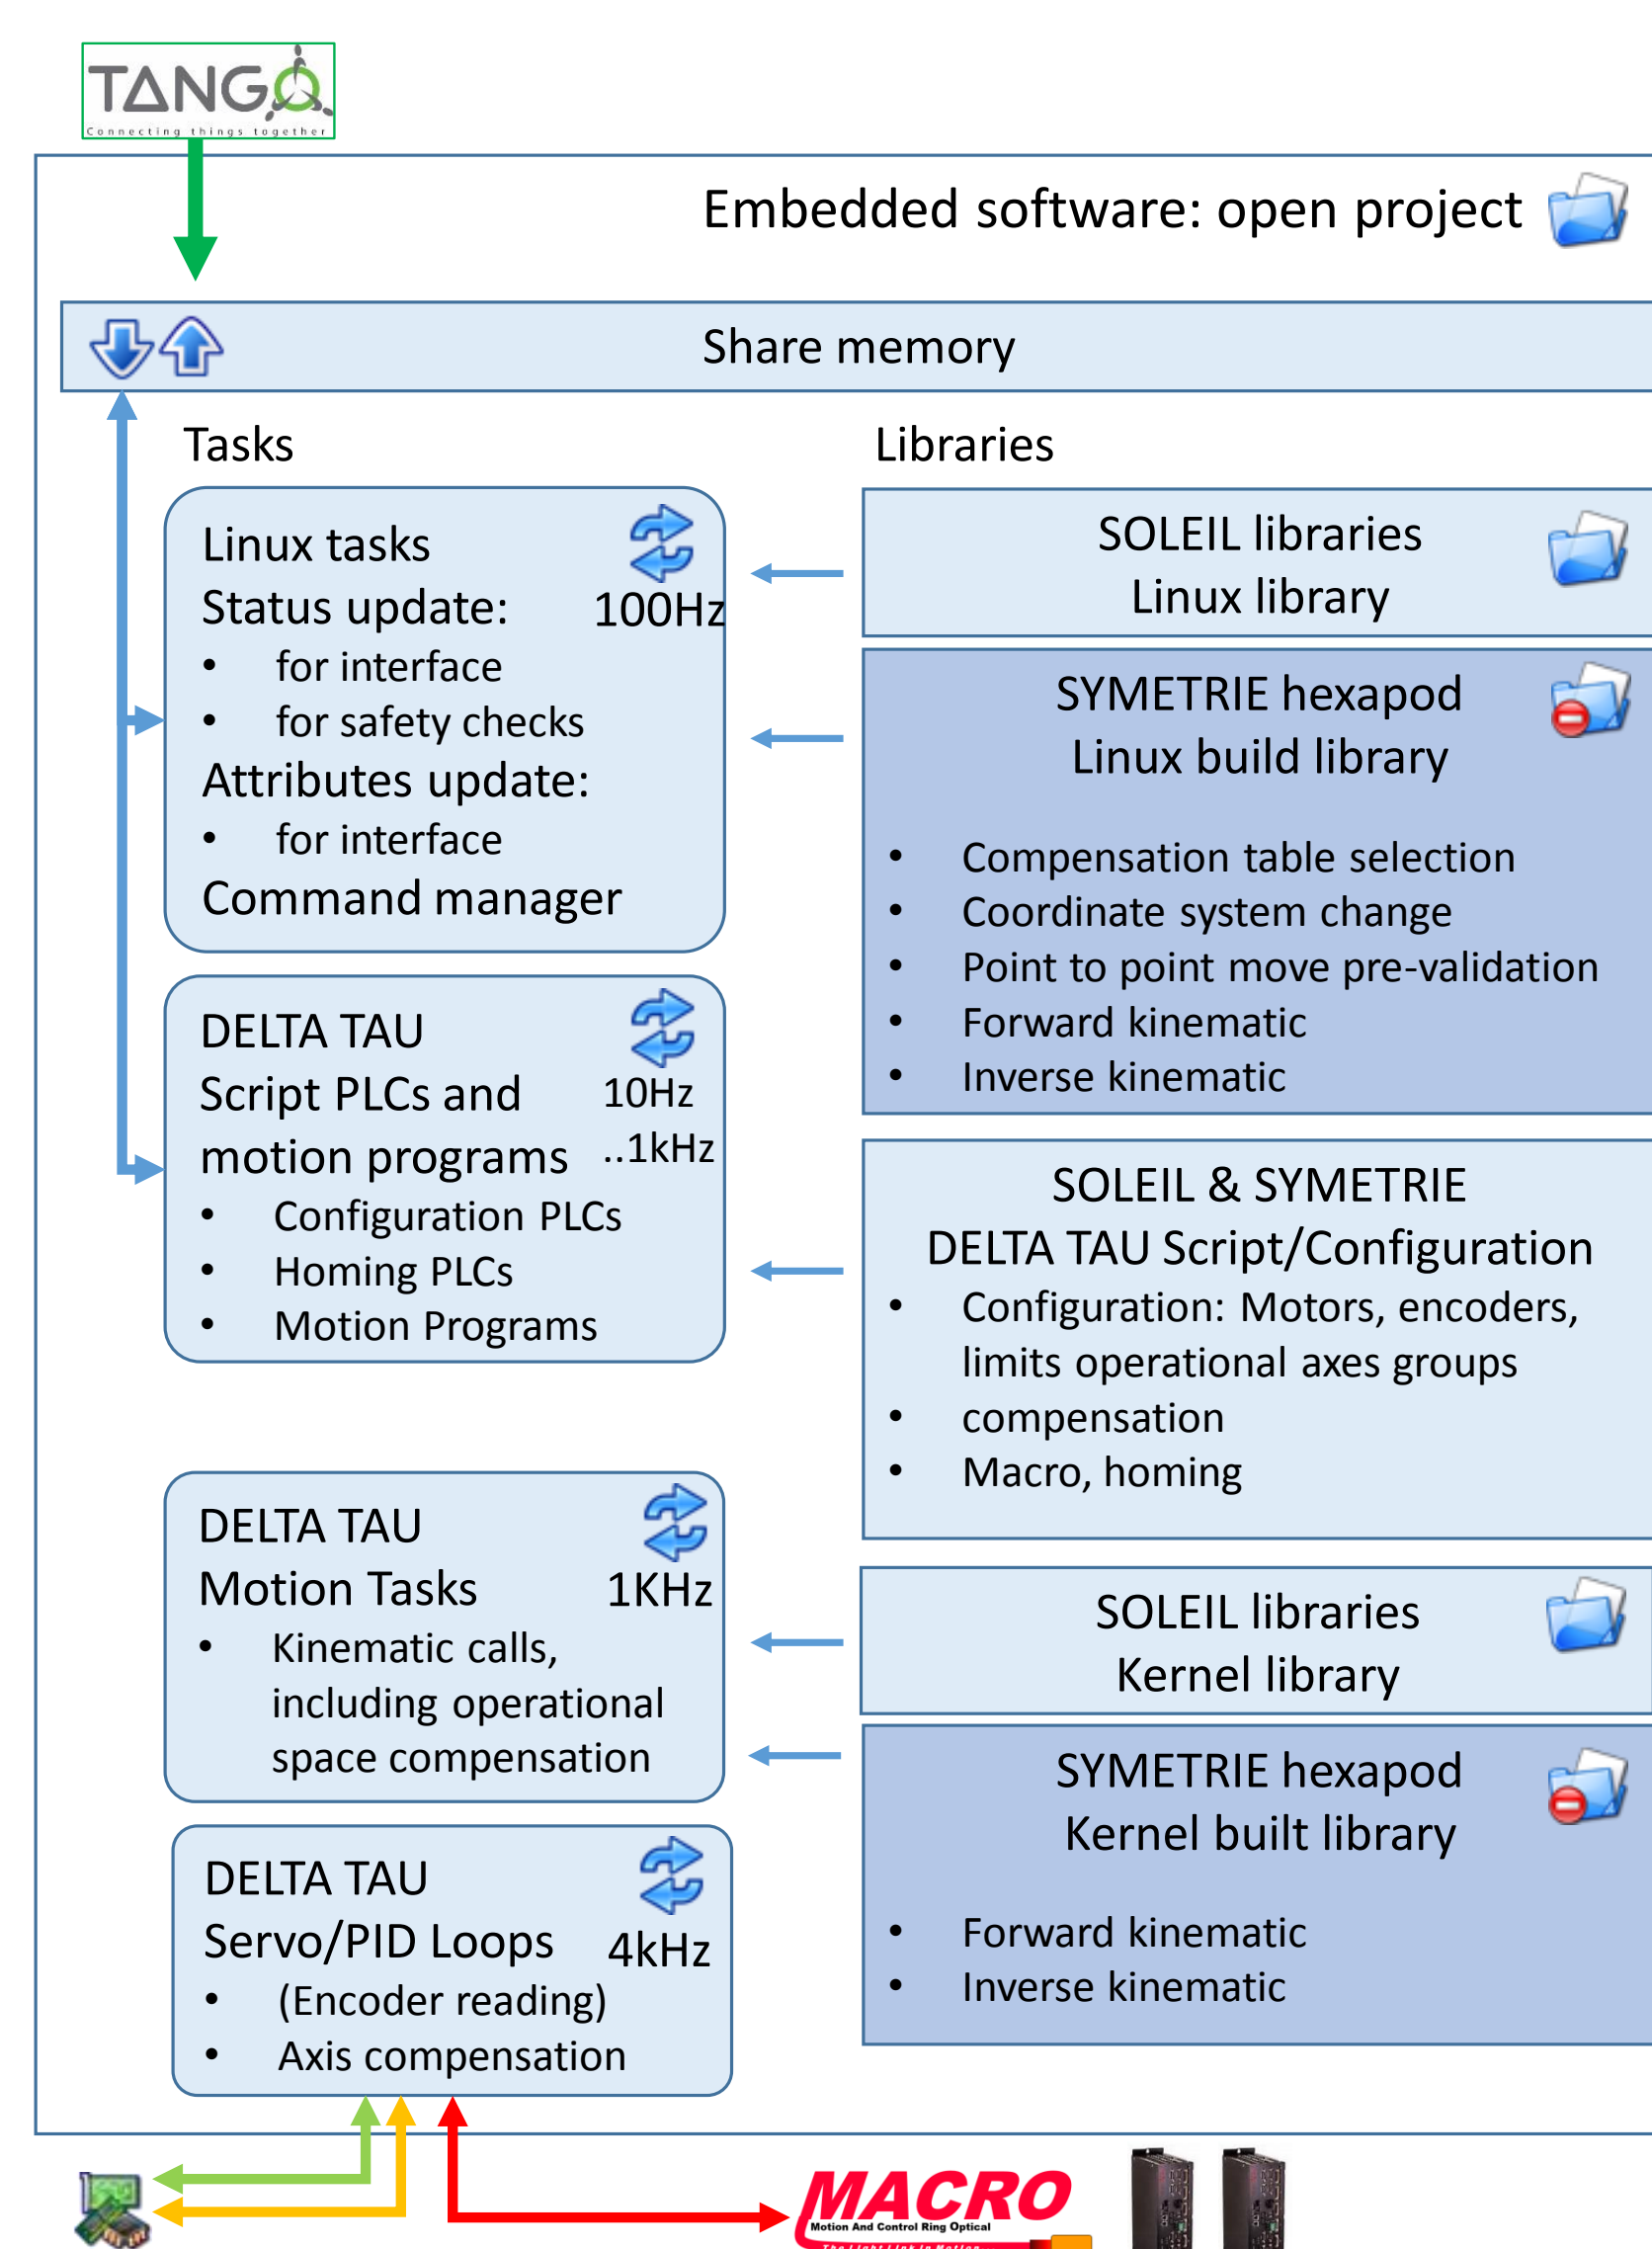 TANGO
Connecting things together
Embedded software: open project
Share memory
Tasks
Libraries
Linux tasks
Status update:
100Hz
• for interface
• for safety checks
Attributes update:
• for interface
Command manager
SOLEIL libraries
Linux library
SYMETRIE hexapod
Linux build library
• Compensation table selection
• Coordinate system change
• Point to point move pre-validation
• Forward kinematic
• Inverse kinematic
DELTA TAU
Script PLCs and
motion programs
10Hz
..1kHz
• Configuration PLCs
• Homing PLCs
• Motion Programs
SOLEIL & SYMETRIE
DELTA TAU Script/Configuration
• Configuration: Motors, encoders,
limits operational axes groups
• compensation
• Macro, homing
DELTA TAU
Motion Tasks
1KHz
• Kinematic calls,
including operational
space compensation
SOLEIL libraries
Kernel library
SYMETRIE hexapod
Kernel built library
• Forward kinematic
• Inverse kinematic
DELTA TAU
Servo/PID Loops
4kHz
• (Encoder reading)
• Axis compensation
MACRO
Motion And Control Ring Optical
The Light Link In Motion